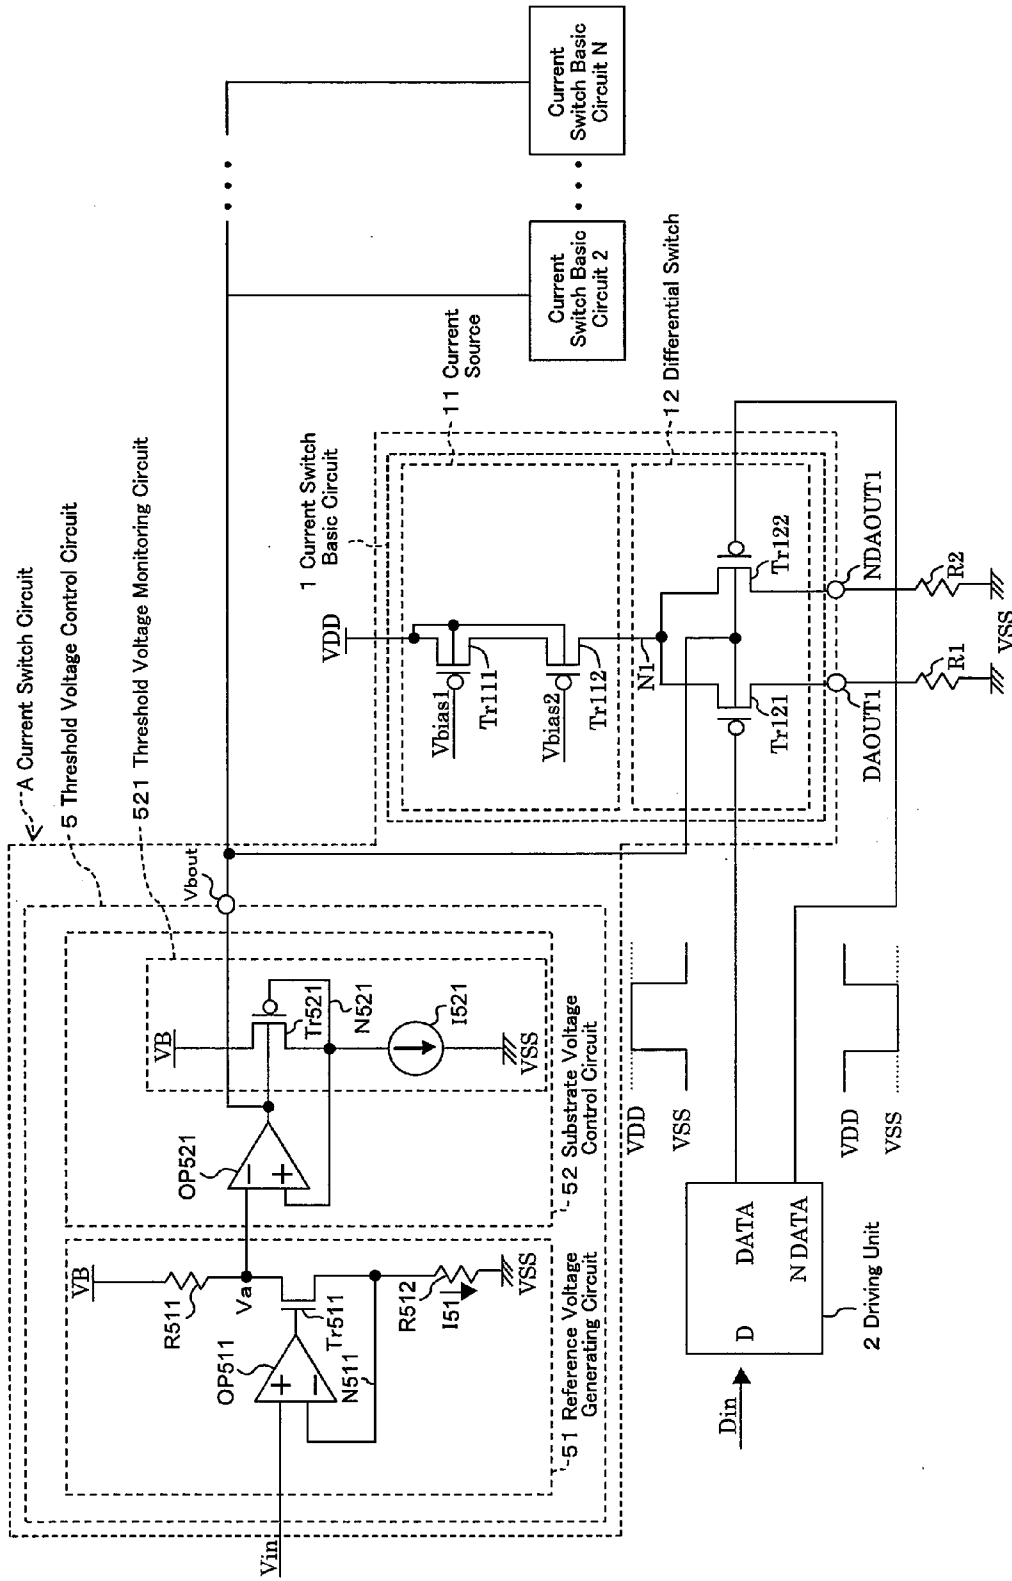 A Current Switch Circuit
5 Threshold Voltage Control Circuit
521 Threshold Voltage Monitoring Circuit
Vin
OP511
+
−
N511
Tr511
VB
R511
Va
R512
I51
VSS
51 Reference Voltage
Generating Circuit
OP521
−
+
VB
Tr521
N521
I521
VSS
52 Substrate Voltage
Control Circuit
Vbout
1 Current Switch
Basic Circuit
11 Current
Source
12 Differential Switch
VDD
Vbias1
Tr111
Vbias2
Tr112
N1
Tr121
Tr122
DAOUT1
NDAOUT1
R1
R2
VSS
Current
Switch Basic
Circuit 2
Current
Switch Basic
Circuit N
Din
D
DATA
NDATA
2 Driving Unit
VDD
VSS
VDD
VSS